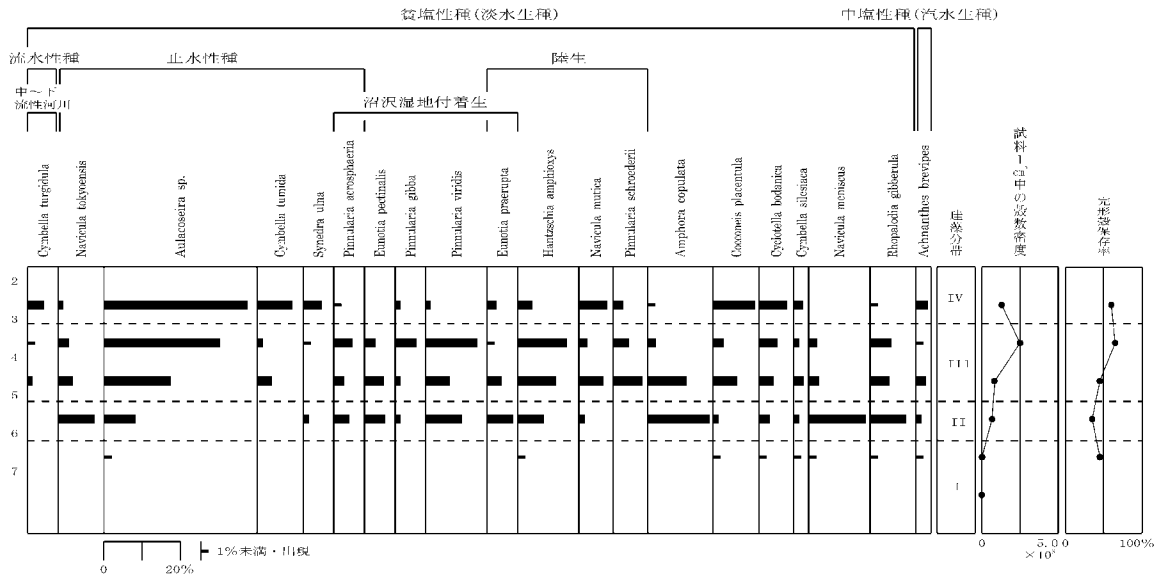 貧塩性種(淡水生種)
中塩性種(汽水生種)
流水性種
止水性種
陸生
中～下
流性河川
沼沢湿地付着生
Cymbella turgidula
Navicula tokyoensis
Aulacoseira sp.
Cymbella tumida
Synedra ulna
Pinnularia acrosphaeria
Eunotia pectinalis
Pinnularia gibba
Pinnularia viridis
Eunotia praerupta
Hantzschia amphioxys
Navicula mutica
Pinnularia schroederii
Amphora copulata
Cocconeis placentula
Cyclotella bodanica
Cymbella silesiaca
Navicula meniscus
Rhopalodia gibberula
Achnanthes brevipes
珪藻分帯
試料1㎤中の殻数密度
完形殻保存率
2
3
4
5
6
7
IV
III
II
I
0 20%
1%未満・出現
0 5.0
×10⁵
0 100%